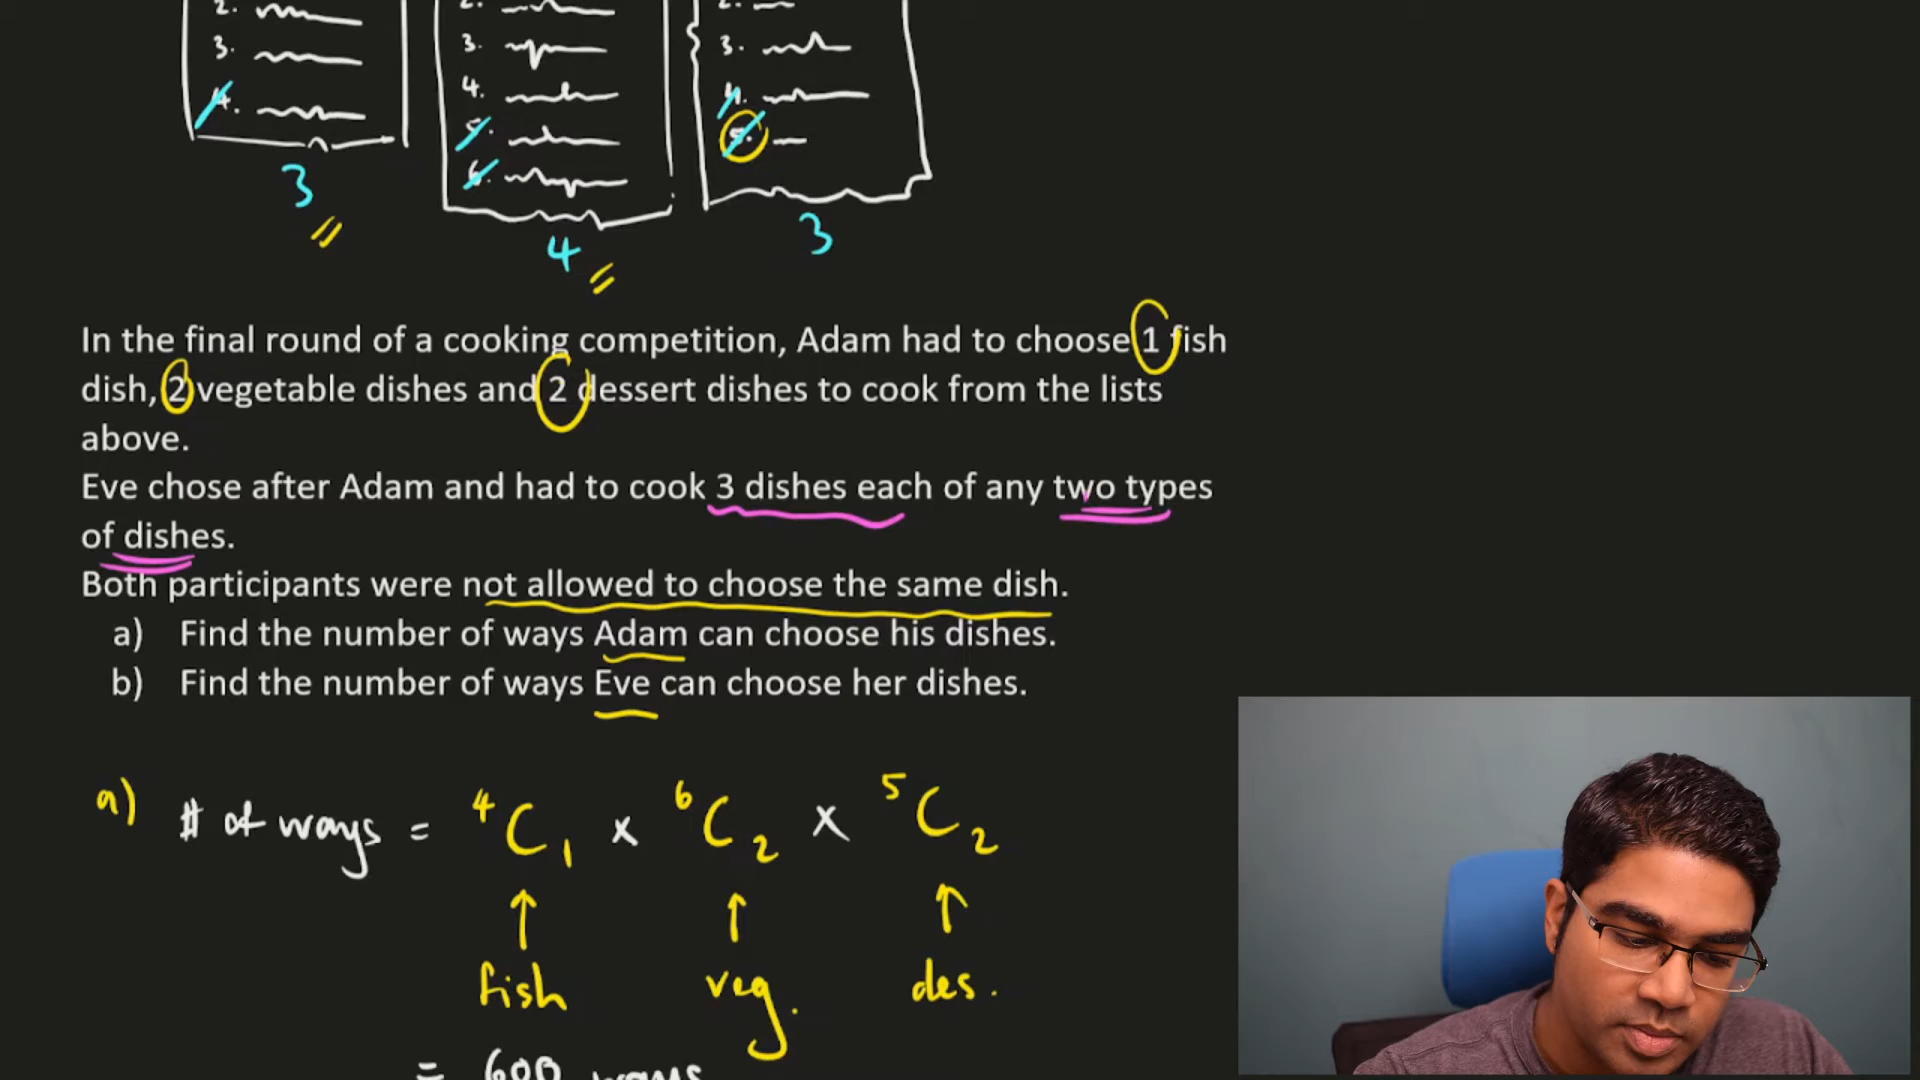 2.
3.
3.
3.
4.
4.
4.
5.
5.
6.
3
4
3
In the final round of a cooking competition, Adam had to choose 1 fish
dish, 2 vegetable dishes and 2 dessert dishes to cook from the lists
above.
Eve chose after Adam and had to cook 3 dishes each of any two types
of dishes.
Both participants were not allowed to choose the same dish.
a) Find the number of ways Adam can choose his dishes.
b) Find the number of ways Eve can choose her dishes.
a) # of ways = ⁴C₁ x ⁶C₂ x ⁵C₂
↑ ↑ ↑
fish veg. des.
= 600 ways